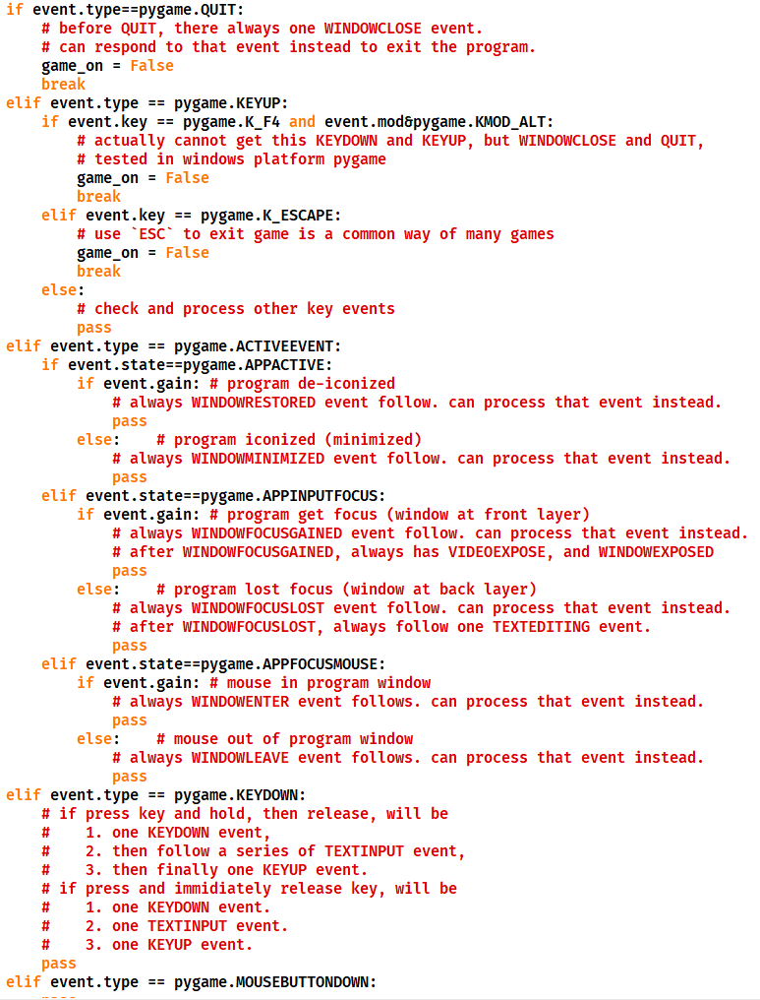 if event.type==pygame.QUIT:
    # before QUIT, there always one WINDOWCLOSE event.
    # can respond to that event instead to exit the program.
    game_on = False
    break
elif event.type == pygame.KEYUP:
    if event.key == pygame.K_F4 and event.mod&pygame.KMOD_ALT:
        # actually cannot get this KEYDOWN and KEYUP, but WINDOWCLOSE and QUIT,
        # tested in windows platform pygame
        game_on = False
        break
    elif event.key == pygame.K_ESCAPE:
        # use `ESC` to exit game is a common way of many games
        game_on = False
        break
    else:
        # check and process other key events
        pass
elif event.type == pygame.ACTIVEEVENT:
    if event.state==pygame.APPACTIVE:
        if event.gain: # program de-iconized
            # always WINDOWRESTORED event follow. can process that event instead.
            pass
        else:    # program iconized (minimized)
            # always WINDOWMINIMIZED event follow. can process that event instead.
            pass
    elif event.state==pygame.APPINPUTFOCUS:
        if event.gain: # program get focus (window at front layer)
            # always WINDOWFOCUSGAINED event follow. can process that event instead.
            # after WINDOWFOCUSGAINED, always has VIDEOEXPOSE, and WINDOWEXPOSED
            pass
        else:    # program lost focus (window at back layer)
            # always WINDOWFOCUSLOST event follow. can process that event instead.
            # after WINDOWFOCUSLOST, always follow one TEXTEDITING event.
            pass
    elif event.state==pygame.APPFOCUSMOUSE:
        if event.gain: # mouse in program window
            # always WINDOWENTER event follows. can process that event instead.
            pass
        else:    # mouse out of program window
            # always WINDOWLEAVE event follows. can process that event instead.
            pass
elif event.type == pygame.KEYDOWN:
    # if press key and hold, then release, will be
    #    1. one KEYDOWN event,
    #    2. then follow a series of TEXTINPUT event,
    #    3. then finally one KEYUP event.
    # if press and immidiately release key, will be
    #    1. one KEYDOWN event.
    #    2. one TEXTINPUT event.
    #    3. one KEYUP event.
    pass
elif event.type == pygame.MOUSEBUTTONDOWN: